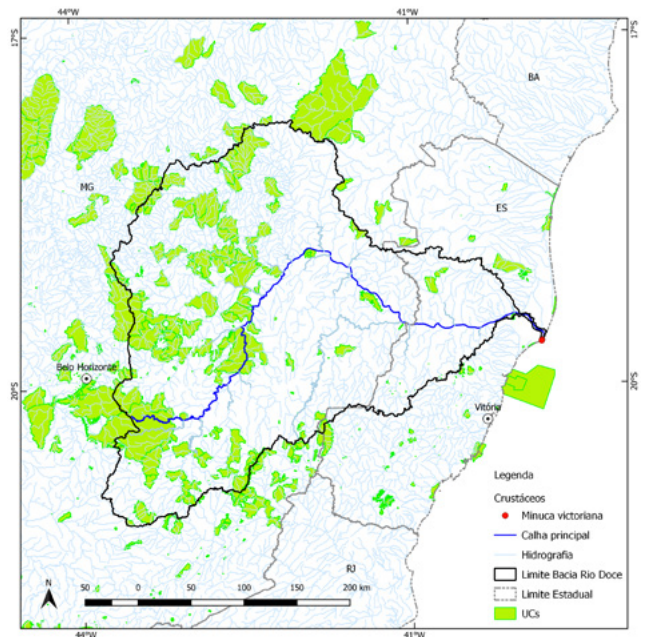 44°W
41°W
17°S
17°S
BA
MG
ES
Belo Horizonte
20°S
20°S
Vitória
Legenda
Crustáceos
Minuca victoriana
Calha principal
Hidrografia
Limite Bacia Rio Doce
Limite Estadual
UCs
RJ
N
50 0 50 100 150 200 km
44°W
41°W